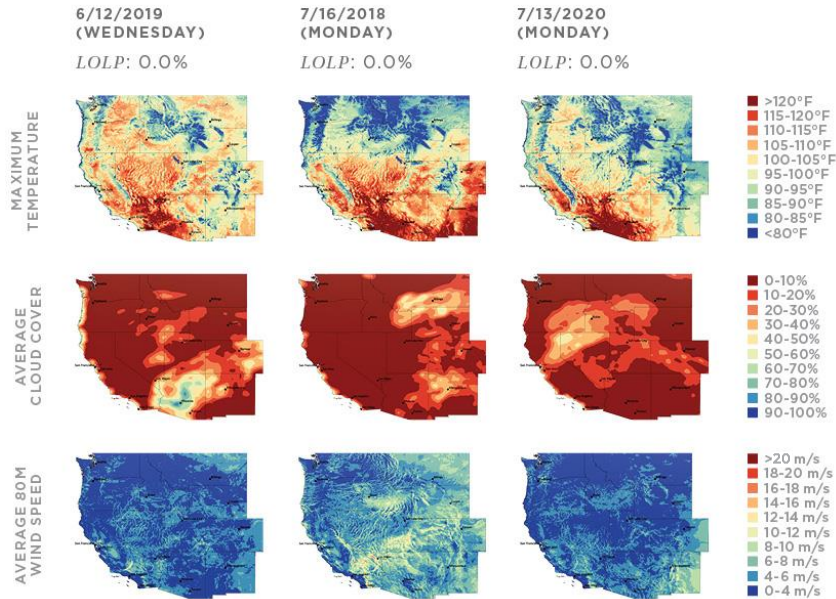 6/12/2019 7/16/2018 7/13/2020
(WEDNESDAY) (MONDAY) (MONDAY)
LOLP: 0.0% LOLP: 0.0% LOLP: 0.0%
MAXIMUM
TEMPERATURE
>120°F
115-120°F
110-115°F
105-110°F
100-105°F
95-100°F
90-95°F
85-90°F
80-85°F
<80°F
AVERAGE
CLOUD COVER
0-10%
10-20%
20-30%
30-40%
40-50%
50-60%
60-70%
70-80%
80-90%
90-100%
AVERAGE 80M
WIND SPEED
>20 m/s
18-20 m/s
16-18 m/s
14-16 m/s
12-14 m/s
10-12 m/s
8-10 m/s
6-8 m/s
4-6 m/s
0-4 m/s